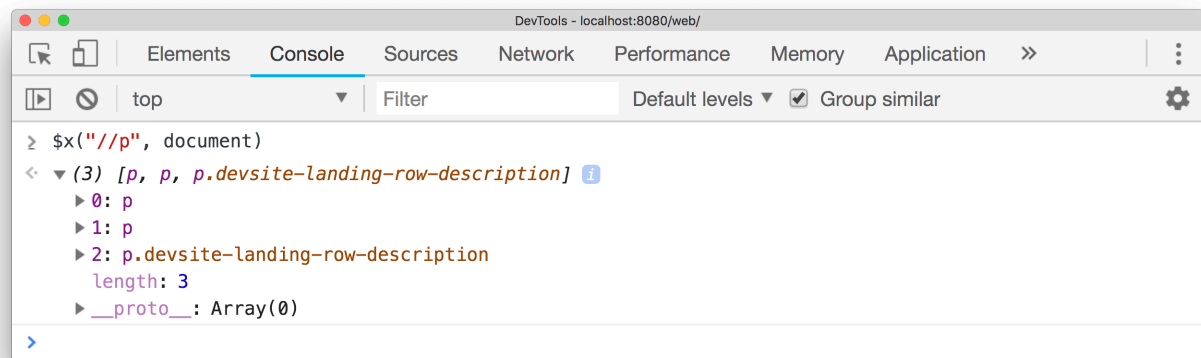 DevTools - localhost:8080/web/
Elements Console Sources Network Performance Memory Application »
top Filter Default levels Group similar
$x("//p", document)
(3) [p, p, p.devsite-landing-row-description] i
0: p
1: p
2: p.devsite-landing-row-description
length: 3
__proto__: Array(0)